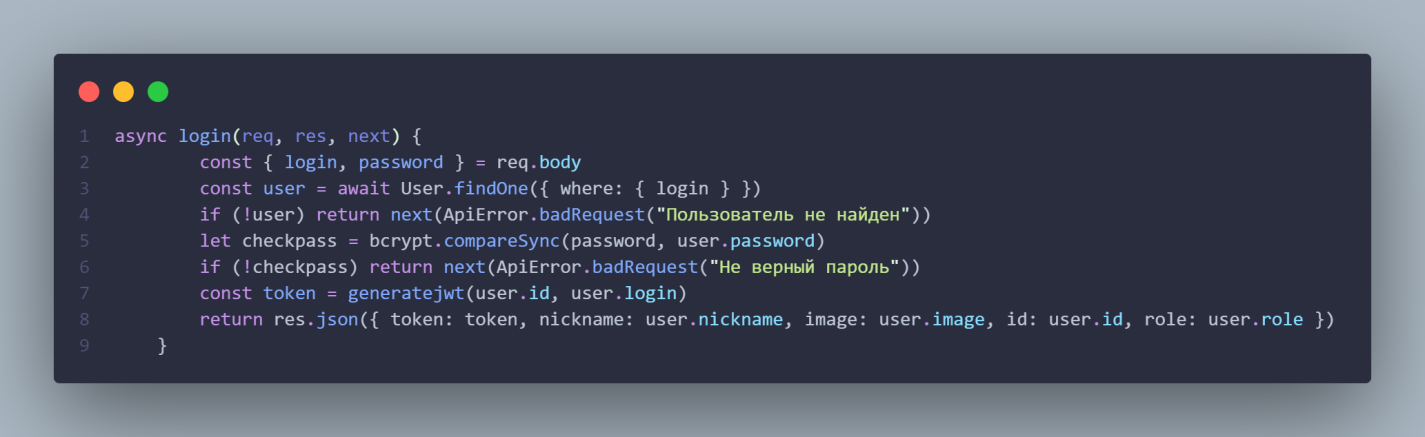 1 async login(req, res, next) {
2 const { login, password } = req.body
3 const user = await User.findOne({ where: { login } })
4 if (!user) return next(ApiError.badRequest("Пользователь не найден"))
5 let checkpass = bcrypt.compareSync(password, user.password)
6 if (!checkpass) return next(ApiError.badRequest("Не верный пароль"))
7 const token = generatejwt(user.id, user.login)
8 return res.json({ token: token, nickname: user.nickname, image: user.image, id: user.id, role: user.role })
9 }